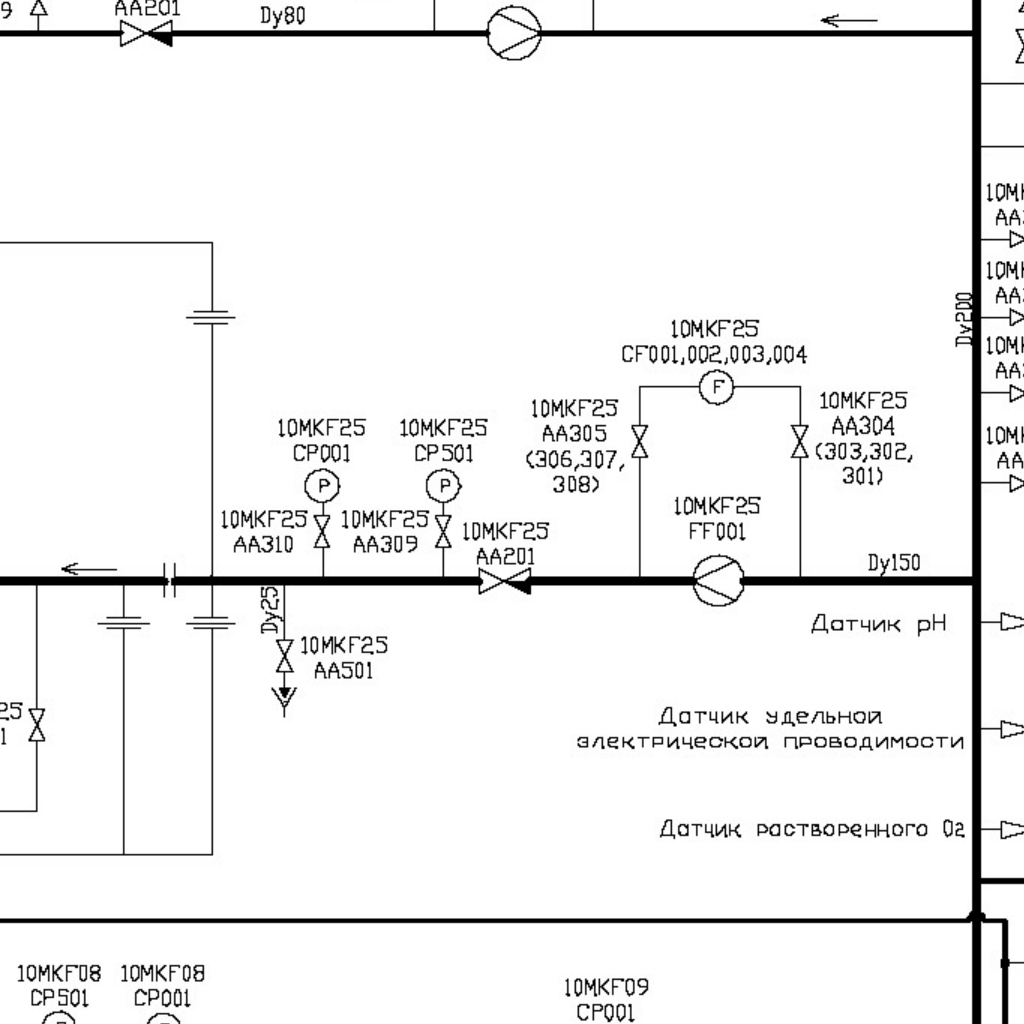 9
AA201
Dy80
10MK
AA3
10MK
AA3
Dy200
10MK
AA3
10MK
AA
10MKF25
CF001,002,003,004
F
10MKF25
AA305
(306,307,
308)
10MKF25
AA304
(303,302,
301)
10MKF25
CP001
P
10MKF25
CP501
P
10MKF25
AA310
10MKF25
AA309
10MKF25
AA201
10MKF25
FF001
Dy150
Dy25
10MKF25
AA501
25
1
Датчик pH
Датчик удельной
электрической проводимости
Датчик растворенного O2
10MKF08
CP501
10MKF08
CP001
10MKF09
CP001